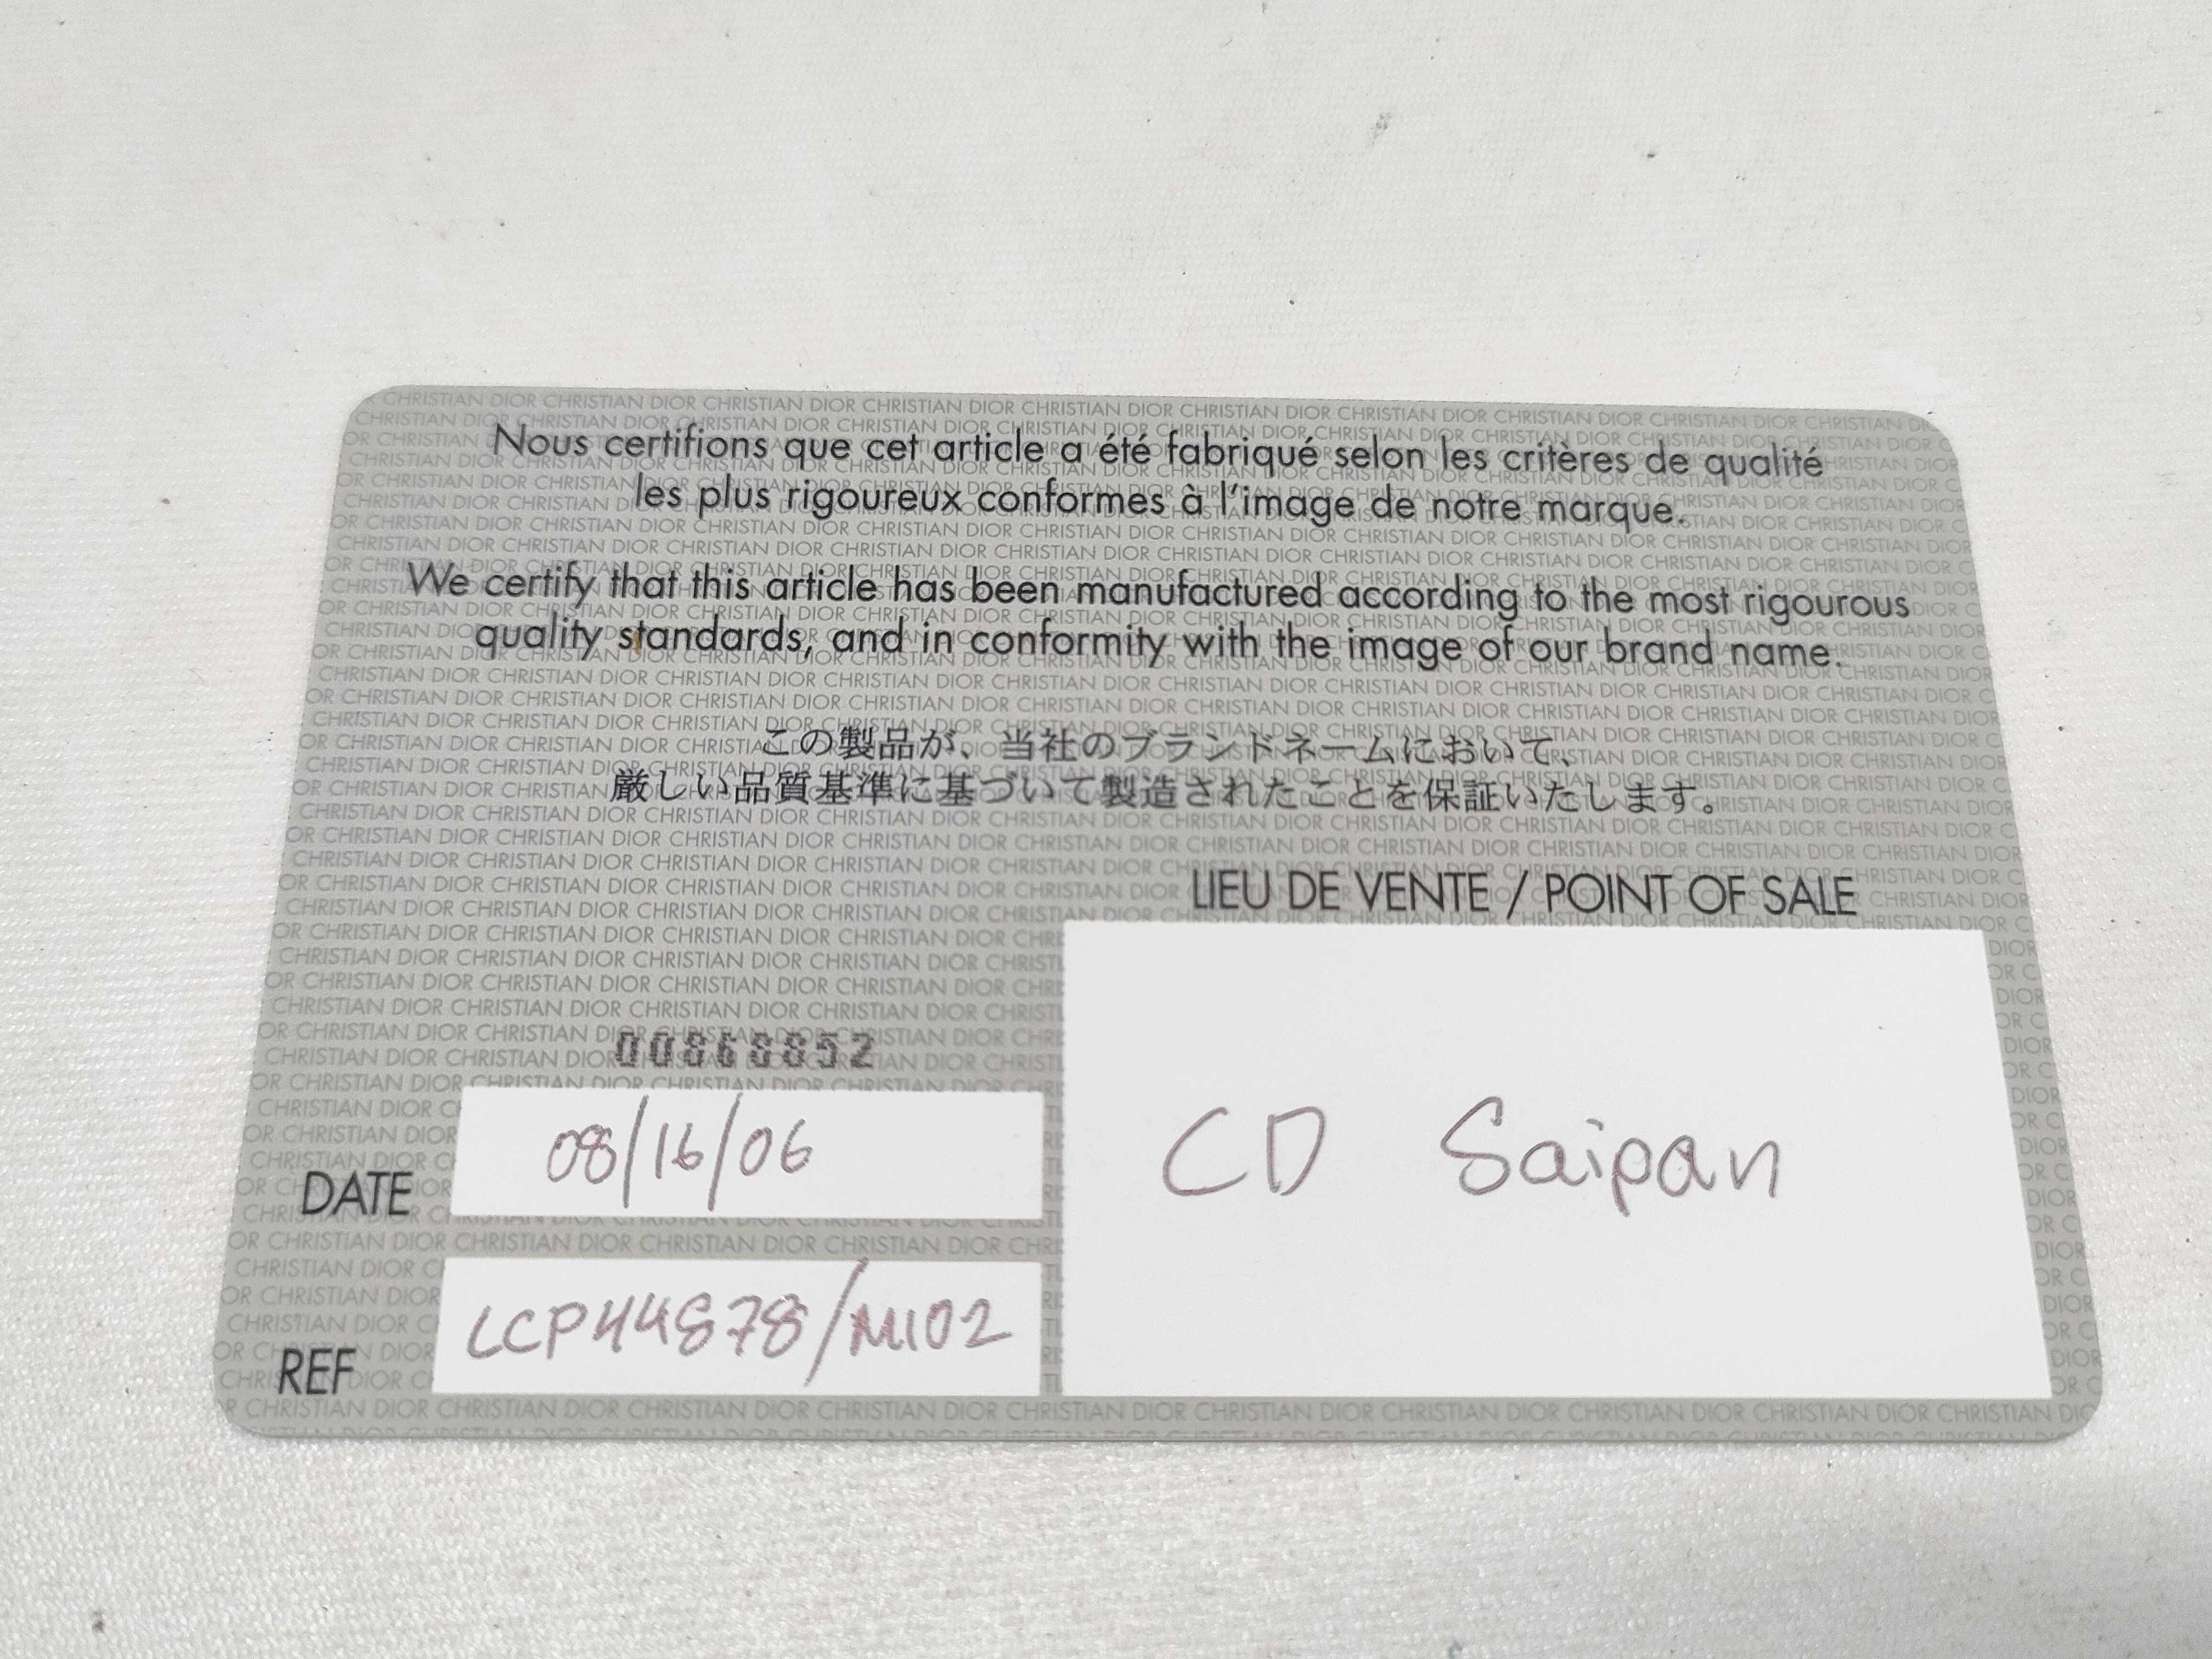 Nous certifions que cet article a été fabriqué selon les critères de qualité
les plus rigoureux conformes à l'image de notre marque.
We certify that this article has been manufactured according to the most rigourous
quality standards, and in conformity with the image of our brand name.
この製品が、当社のブランドネームにおいて、
厳しい品質基準に基づいて製造されたことを保証いたします。
LIEU DE VENTE / POINT OF SALE
CD Saipan
00868852
DATE 08/16/06
REF LCP44878/M102